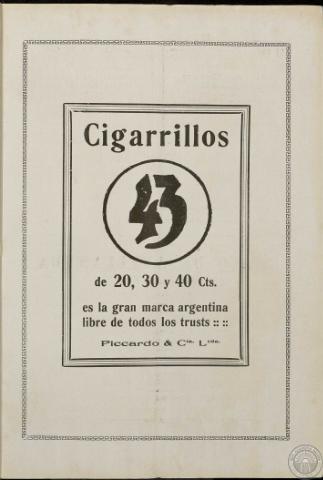 Cigarrillos
43
de 20, 30 y 40 Cts.
es la gran marca argentina
libre de todos los trusts :: ::
Piccardo & Cía. Ltda.